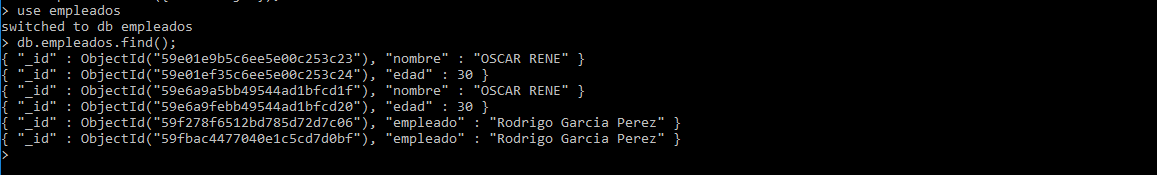 > use empleados
switched to db empleados
> db.empleados.find();
{ "_id" : ObjectId("59e01e9b5c6ee5e00c253c23"), "nombre" : "OSCAR RENE" }
{ "_id" : ObjectId("59e01ef35c6ee5e00c253c24"), "edad" : 30 }
{ "_id" : ObjectId("59e6a9a5bb49544ad1bfcd1f"), "nombre" : "OSCAR RENE" }
{ "_id" : ObjectId("59e6a9febb49544ad1bfcd20"), "edad" : 30 }
{ "_id" : ObjectId("59f278f6512bd785d72d7c06"), "empleado" : "Rodrigo Garcia Perez" }
{ "_id" : ObjectId("59fbac4477040e1c5cd7d0bf"), "empleado" : "Rodrigo Garcia Perez" }
>